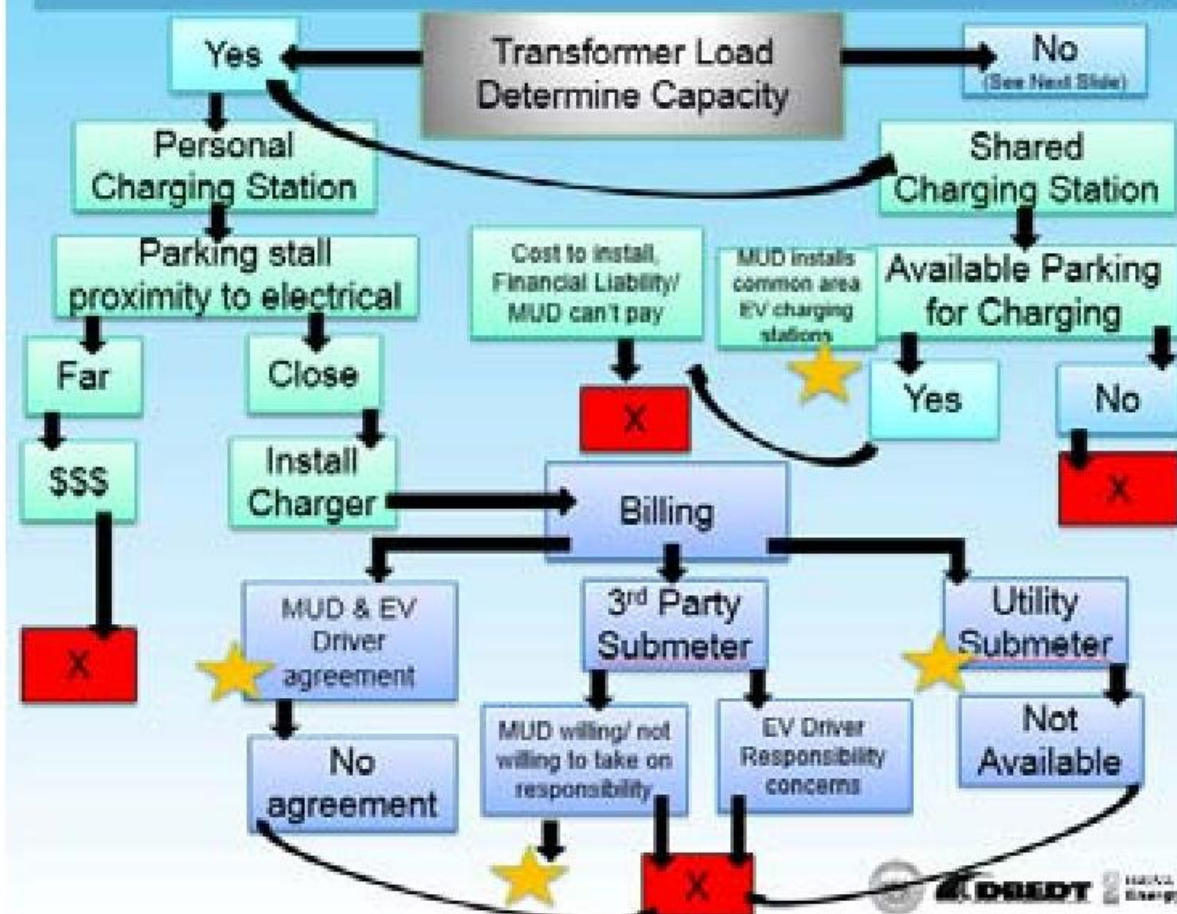 Transformer Load
Determine Capacity
Yes
No
(See Next Slide)
Personal
Charging Station
Shared
Charging Station
Parking stall
proximity to electrical
Cost to install,
Financial Liability/
MUD can't pay
MUD installs
common area
EV charging
stations
Available Parking
for Charging
Far
Close
X
Yes
No
$$$
Install
Charger
Billing
X
X
MUD & EV
Driver
agreement
3rd Party
Submeter
Utility
Submeter
No
agreement
MUD willing/ not
willing to take on
responsibility
EV Driver
Responsibility
concerns
Not
Available
X
DBEDT
Energy